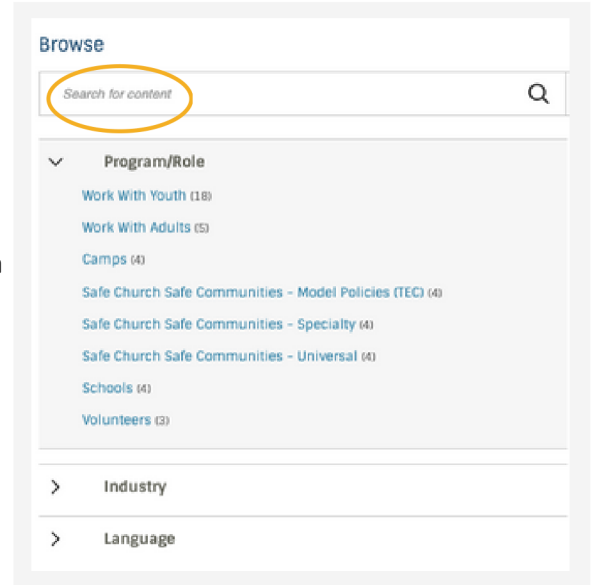 Browse
Search for content
Program/Role
Work With Youth (18)
Work With Adults (5)
Camps (4)
Safe Church Safe Communities – Model Policies (TEC) (4)
Safe Church Safe Communities – Specialty (4)
Safe Church Safe Communities – Universal (4)
Schools (4)
Volunteers (3)
Industry
Language